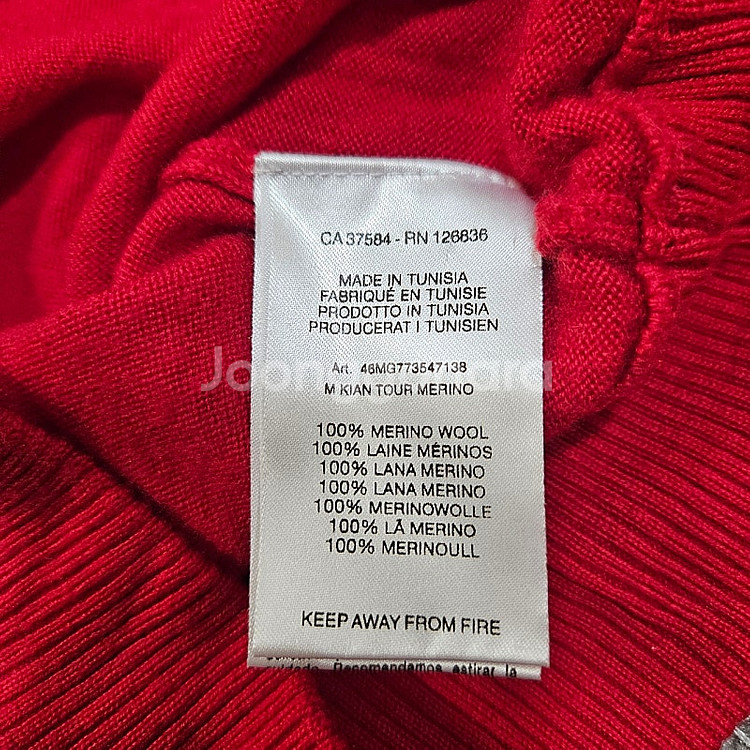 CA 37584 - RN 126836
MADE IN TUNISIA
FABRIQUÉ EN TUNISIE
PRODOTTO IN TUNISIA
PRODUCERAT I TUNISIEN
Art. 46MG773547138
M KIAN TOUR MERINO
100% MERINO WOOL
100% LAINE MÉRINOS
100% LANA MERINO
100% LANA MERINO
100% MERINOWOLLE
100% LÃ MERINO
100% MERINOULL
KEEP AWAY FROM FIRE
Recomendamos estirar la